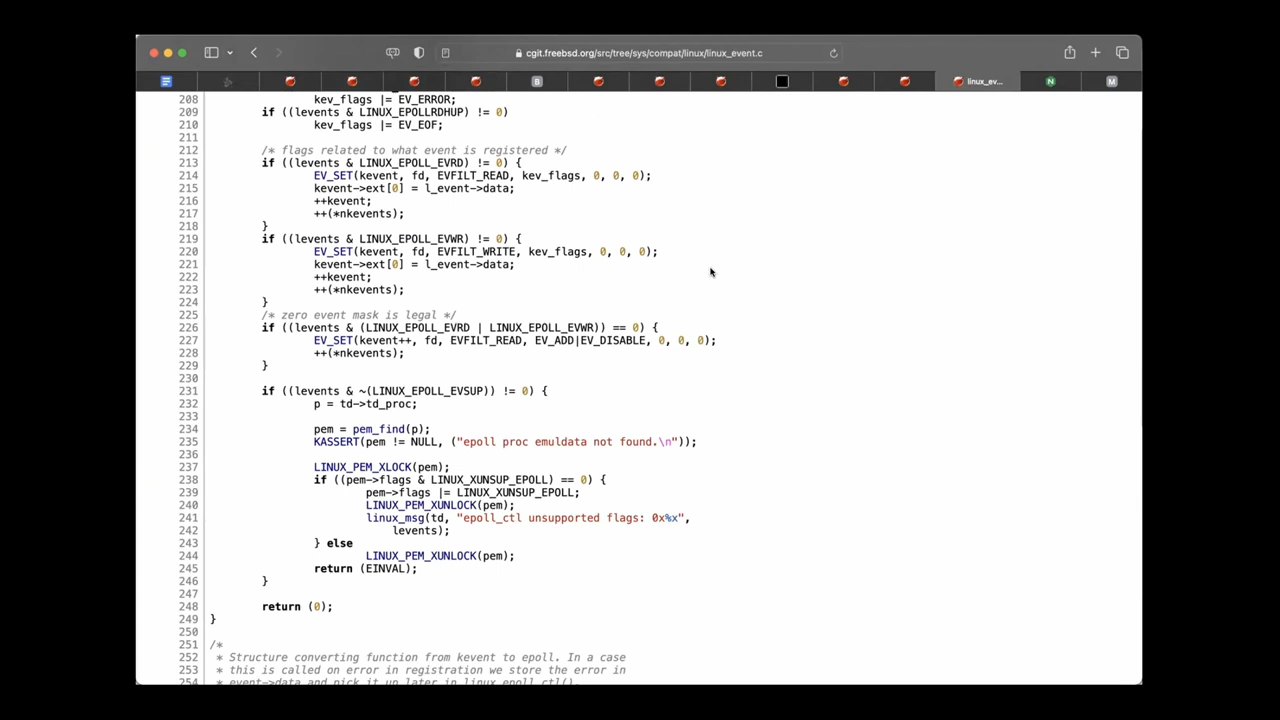 cgit.freebsd.org/src/tree/sys/compat/linux/linux_event.c
B
linux_ev...
N
M
208 kev_flags |= EV_ERROR;
209 if ((levents & LINUX_EPOLLRDHUP) != 0)
210 kev_flags |= EV_EOF;
211
212 /* flags related to what event is registered */
213 if ((levents & LINUX_EPOLL_EVRD) != 0) {
214 EV_SET(kevent, fd, EVFILT_READ, kev_flags, 0, 0, 0);
215 kevent->ext[0] = l_event->data;
216 ++kevent;
217 ++(*nkevents);
218 }
219 if ((levents & LINUX_EPOLL_EVWR) != 0) {
220 EV_SET(kevent, fd, EVFILT_WRITE, kev_flags, 0, 0, 0);
221 kevent->ext[0] = l_event->data;
222 ++kevent;
223 ++(*nkevents);
224 }
225 /* zero event mask is legal */
226 if ((levents & (LINUX_EPOLL_EVRD | LINUX_EPOLL_EVWR)) == 0) {
227 EV_SET(kevent++, fd, EVFILT_READ, EV_ADD|EV_DISABLE, 0, 0, 0);
228 ++(*nkevents);
229 }
230
231 if ((levents & ~(LINUX_EPOLL_EVSUP)) != 0) {
232 p = td->td_proc;
233
234 pem = pem_find(p);
235 KASSERT(pem != NULL, ("epoll proc emuldata not found.\n"));
236
237 LINUX_PEM_XLOCK(pem);
238 if ((pem->flags & LINUX_XUNSUP_EPOLL) == 0) {
239 pem->flags |= LINUX_XUNSUP_EPOLL;
240 LINUX_PEM_XUNLOCK(pem);
241 linux_msg(td, "epoll_ctl unsupported flags: 0x%x",
242 levents);
243 } else
244 LINUX_PEM_XUNLOCK(pem);
245 return (EINVAL);
246 }
247
248 return (0);
249 }
250
251 /*
252 * Structure converting function from kevent to epoll. In a case
253 * this is called on error in registration we store the error in
254 * event->data and pick it up later in linux_epoll_ctl().